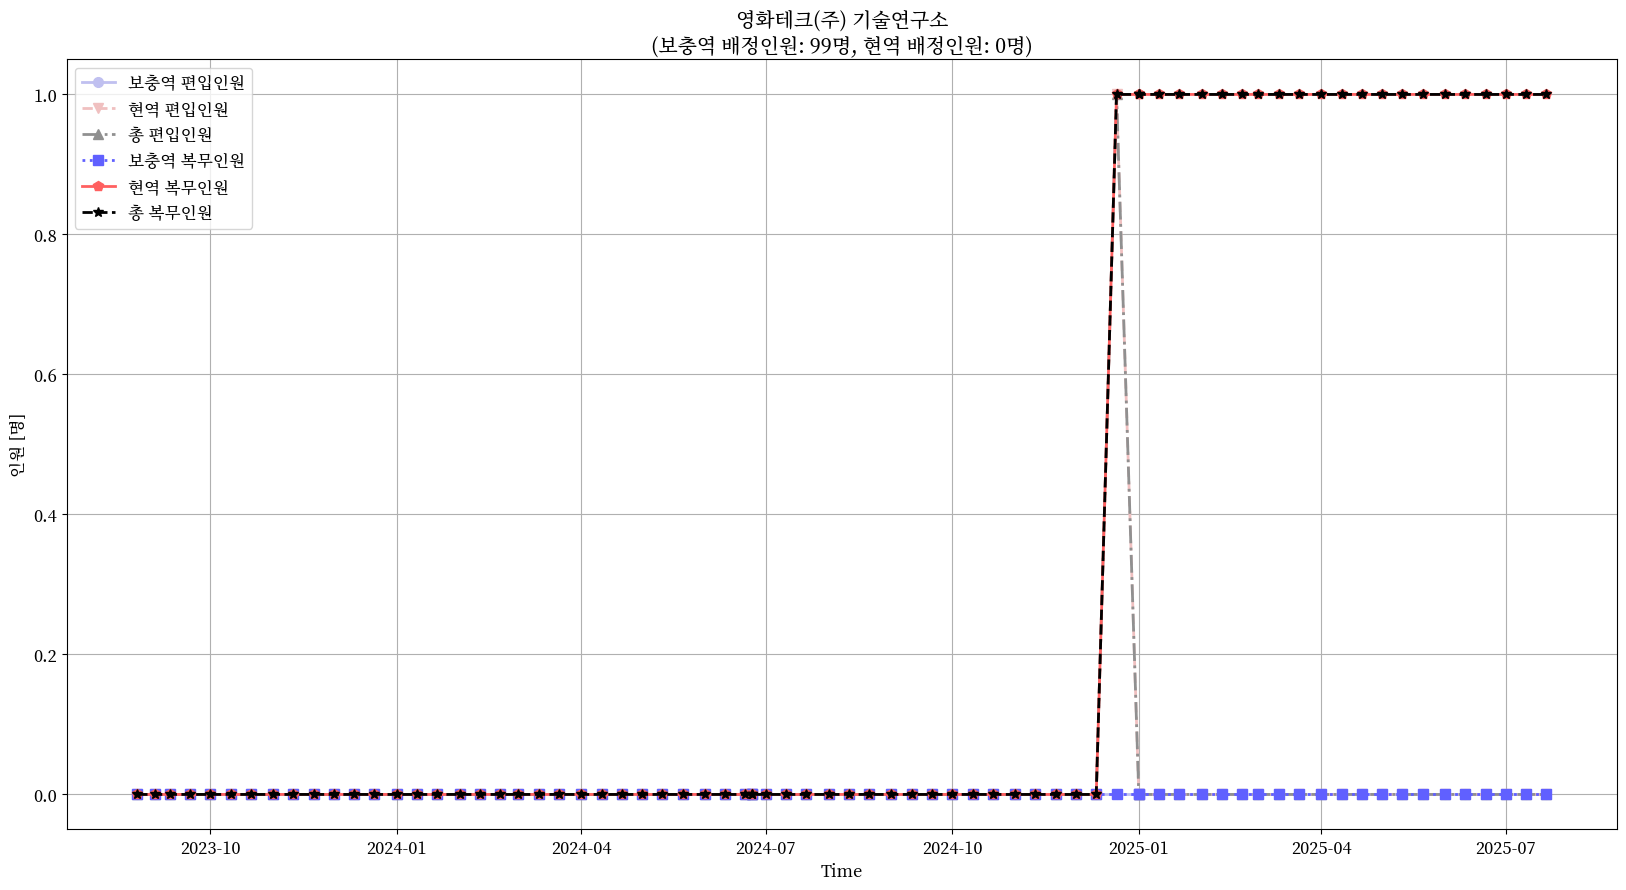 영화테크(주) 기술연구소
(보충역 배정인원: 99명, 현역 배정인원: 0명)
보충역 편입인원
현역 편입인원
총 편입인원
보충역 복무인원
현역 복무인원
총 복무인원
1.0
0.8
0.6
0.4
0.2
0.0
인원 [명]
2023-10
2024-01
2024-04
2024-07
2024-10
2025-01
2025-04
2025-07
Time